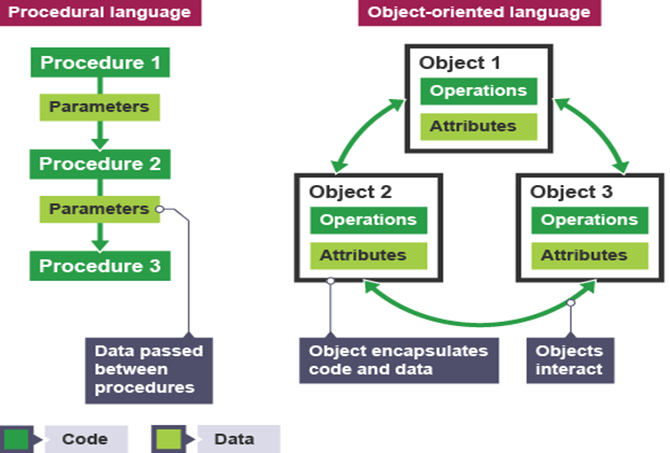 Procedural language
Procedure 1
Parameters
Procedure 2
Parameters
Procedure 3
Data passed
between
procedures
Object-oriented language
Object 1
Operations
Attributes
Object 2
Operations
Attributes
Object 3
Operations
Attributes
Object encapsulates
code and data
Objects
interact
Code
Data